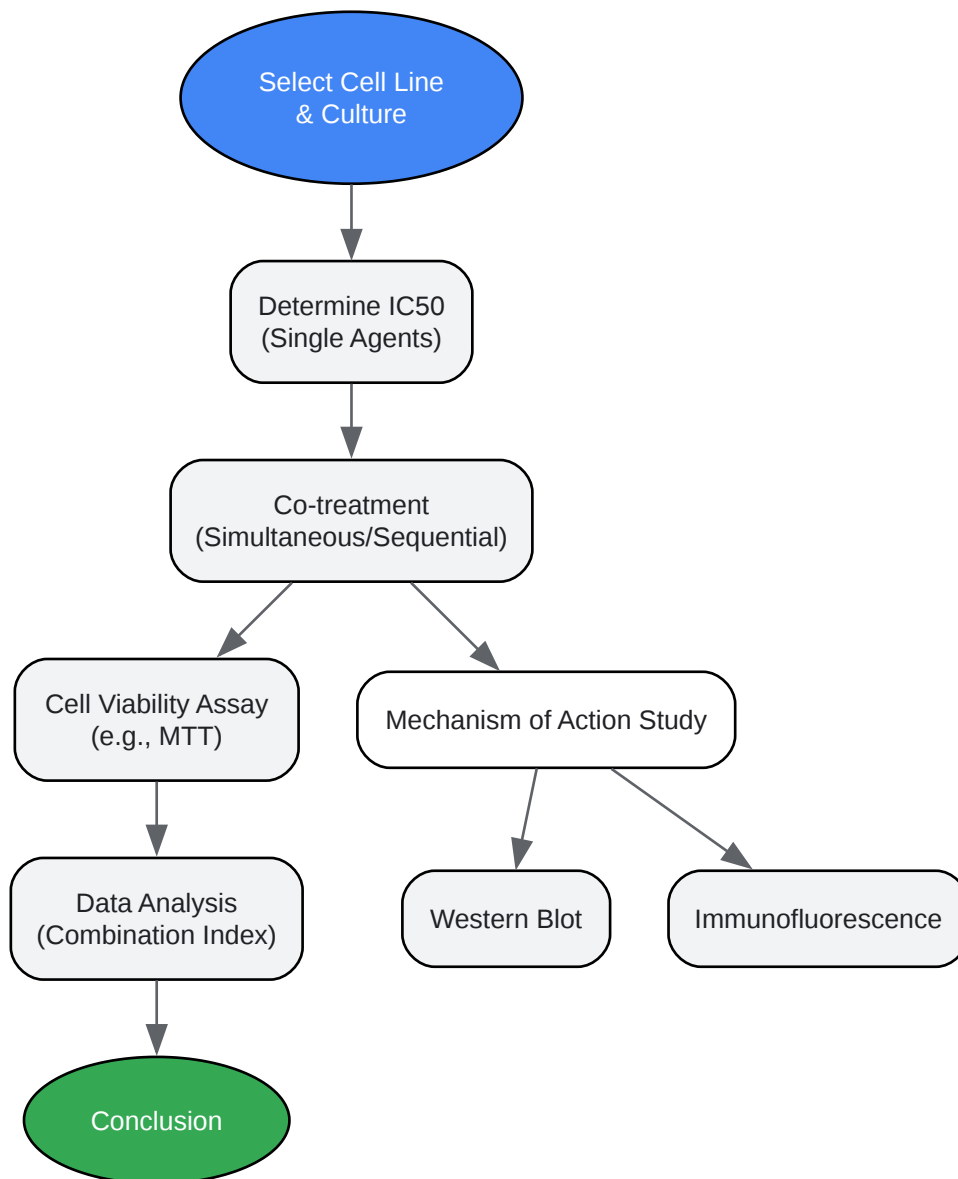 Select Cell Line
& Culture
Determine IC50
(Single Agents)
Co-treatment
(Simultaneous/Sequential)
Cell Viability Assay
(e.g., MTT)
Mechanism of Action Study
Data Analysis
(Combination Index)
Western Blot
Immunofluorescence
Conclusion